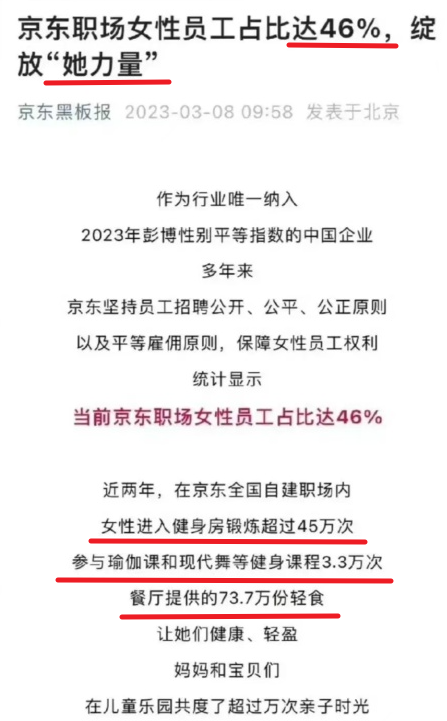 京东职场女性员工占比达46%，绽
放“她力量”
京东黑板报 2023-03-08 09:58 发表于北京
作为行业唯一纳入
2023年彭博性别平等指数的中国企业
多年来
京东坚持员工招聘公开、公平、公正原则
以及平等雇佣原则，保障女性员工权利
统计显示
当前京东职场女性员工占比达46%
近两年，在京东全国自建职场内
女性进入健身房锻炼超过45万次
参与瑜伽课和现代舞等健身课程3.3万次
餐厅提供的73.7万份轻食
让她们健康、轻盈
妈妈和宝贝们
在儿童乐园共度了超过万次亲子时光